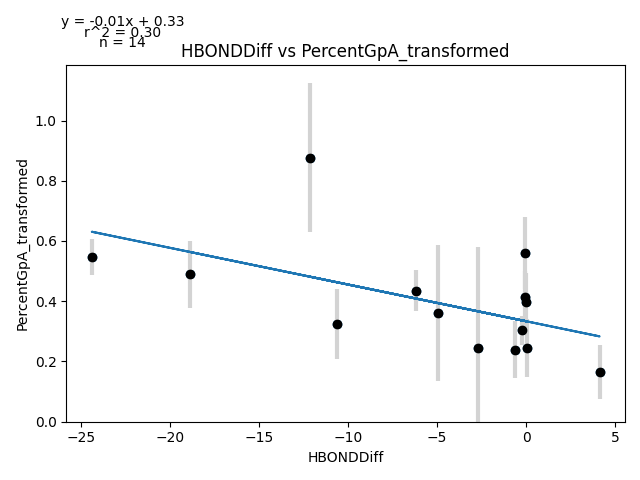 y = -0.01x + 0.33
r^2 = 0.30
n = 14
HBONDDiff vs PercentGpA_transformed
PercentGpA_transformed
1.0
0.8
0.6
0.4
0.2
0.0
−25
−20
−15
−10
−5
0
5
HBONDDiff